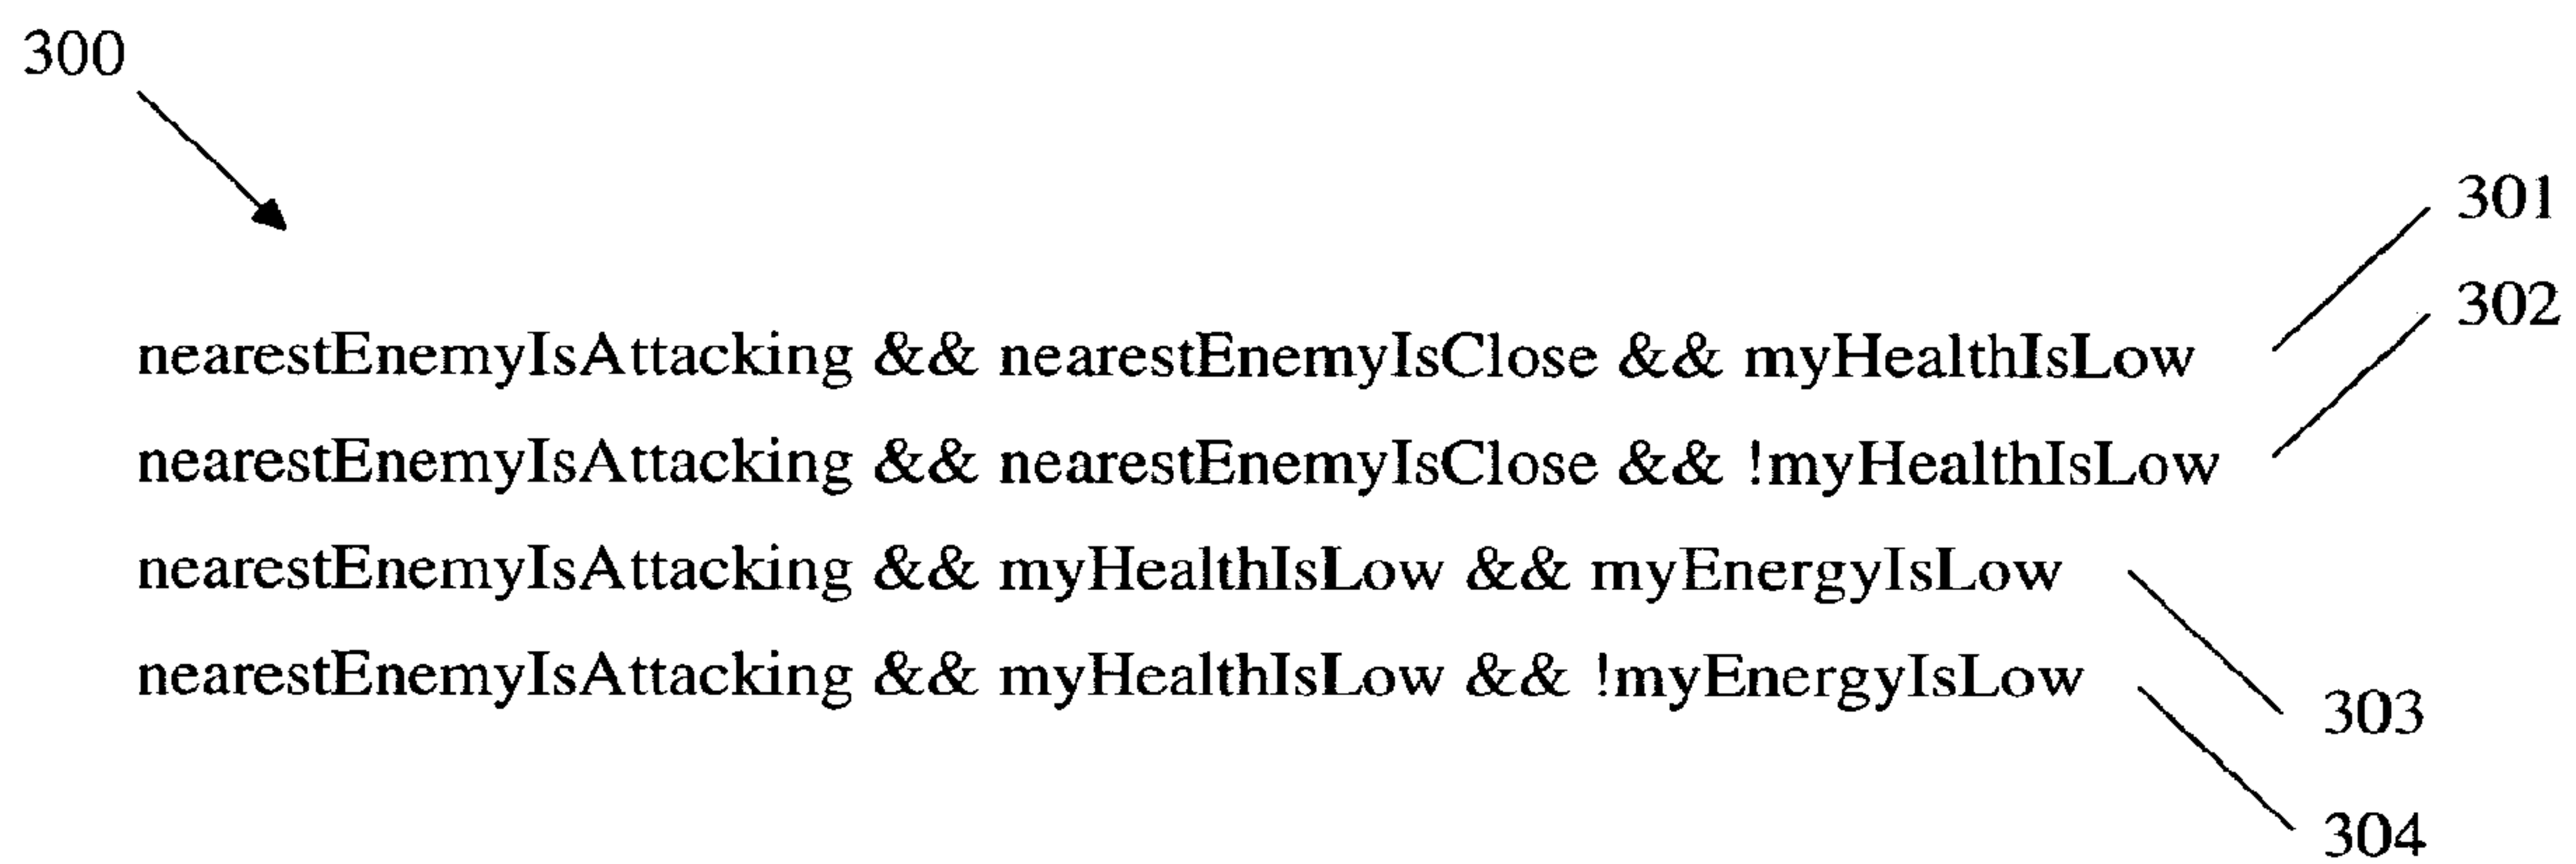 300
301
302
nearestEnemyIsAttacking && nearestEnemyIsClose && myHealthIsLow
nearestEnemyIsAttacking && nearestEnemyIsClose && !myHealthIsLow
nearestEnemyIsAttacking && myHealthIsLow && myEnergyIsLow
nearestEnemyIsAttacking && myHealthIsLow && !myEnergyIsLow
303
304